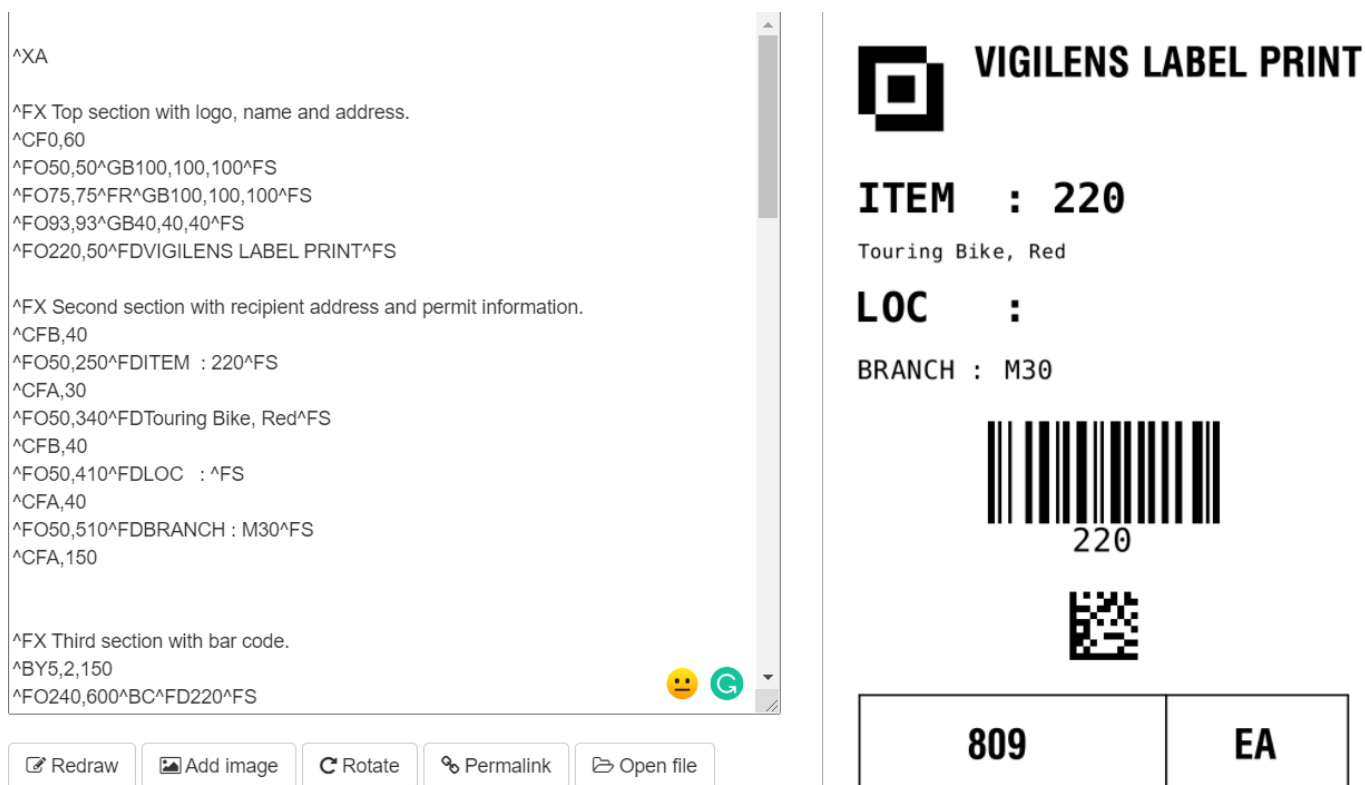 ^XA
^FX Top section with logo, name and address.
^CF0,60
^FO50,50^GB100,100,100^FS
^FO75,75^FR^GB100,100,100^FS
^FO93,93^GB40,40,40^FS
^FO220,50^FDVIGILENS LABEL PRINT^FS
^FX Second section with recipient address and permit information.
^CFB,40
^FO50,250^FDITEM  : 220^FS
^CFA,30
^FO50,340^FDTouring Bike, Red^FS
^CFB,40
^FO50,410^FDLOC   : ^FS
^CFA,40
^FO50,510^FDBRANCH : M30^FS
^CFA,150
^FX Third section with bar code.
^BY5,2,150
^FO240,600^BC^FD220^FS
Redraw
Add image
Rotate
Permalink
Open file
VIGILENS LABEL PRINT
ITEM  : 220
Touring Bike, Red
LOC   :
BRANCH : M30
220
809
EA